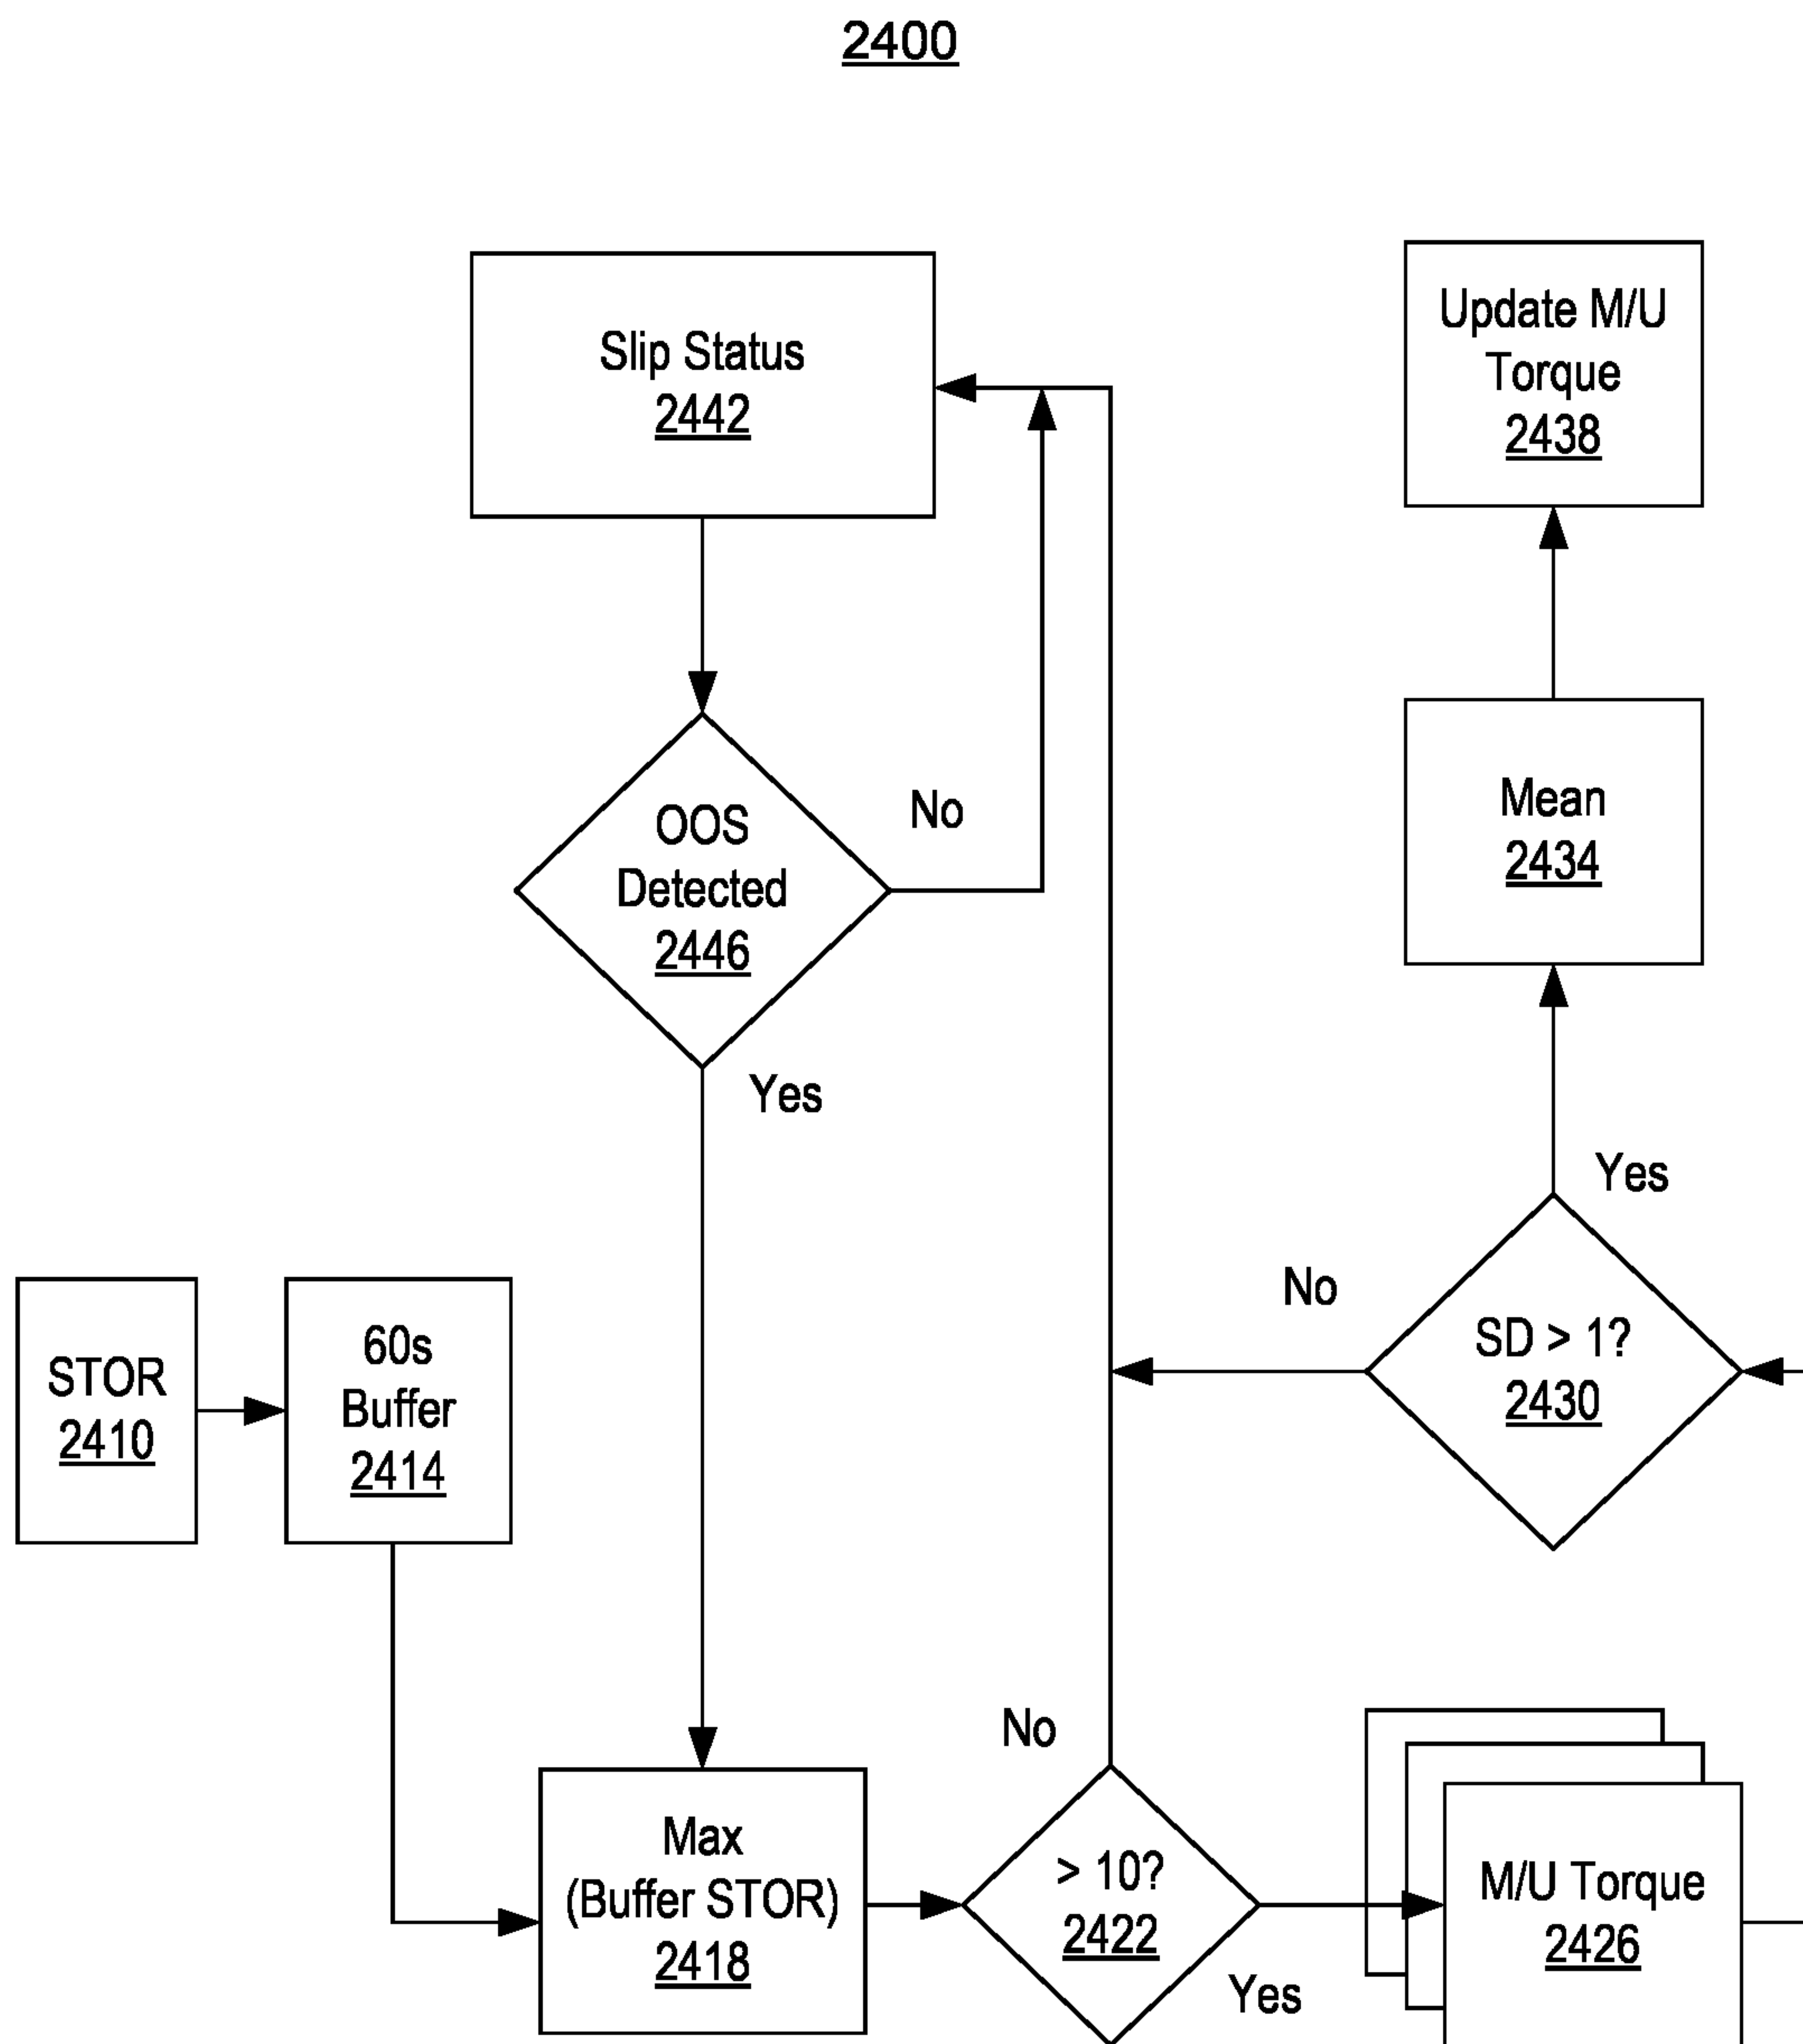 2400
Slip Status
2442
Update M/U
Torque
2438
OOS
Detected
2446
No
Yes
Mean
2434
Yes
No
SD > 1?
2430
STOR
2410
60s
Buffer
2414
Max
(Buffer STOR)
2418
No
> 10?
2422
Yes
M/U Torque
2426